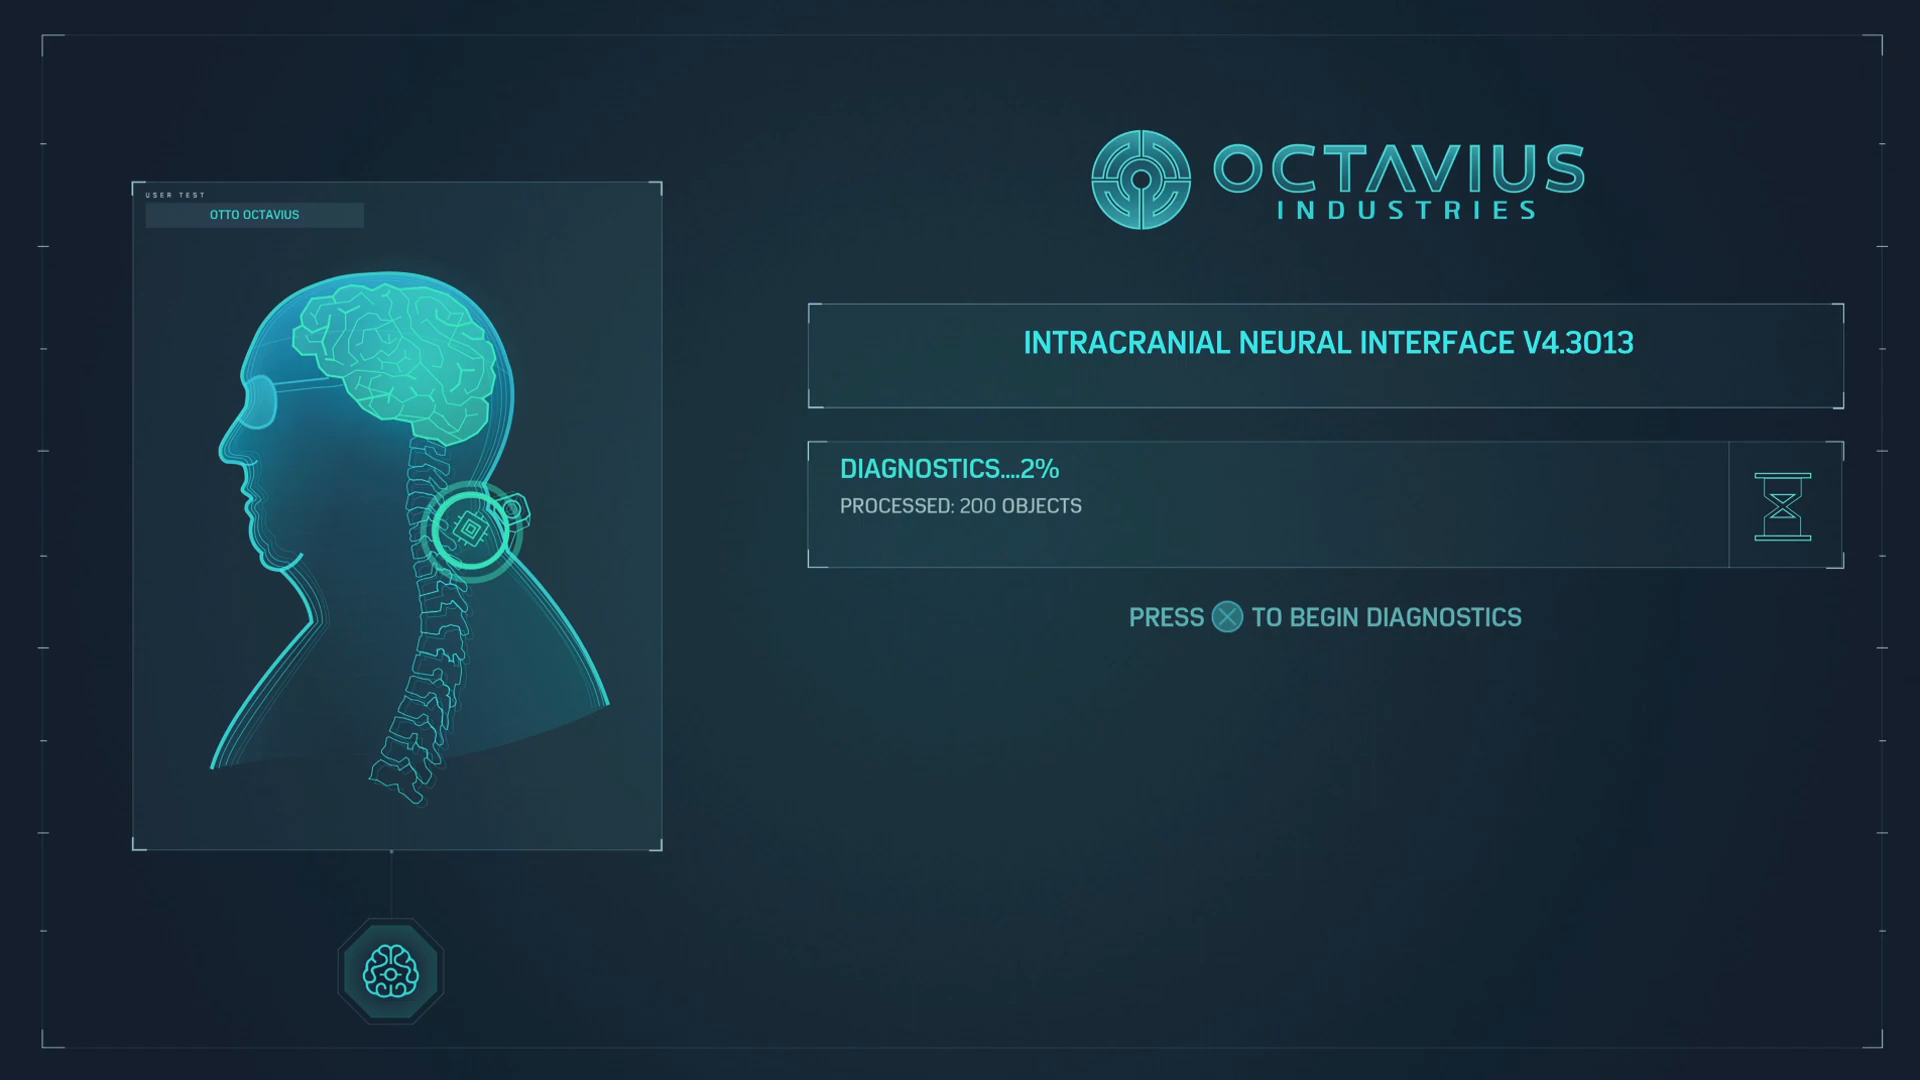 USER TEST
OTTO OCTAVIUS
OCTAVIUS
INDUSTRIES
INTRACRANIAL NEURAL INTERFACE V4.3013
DIAGNOSTICS....2%
PROCESSED: 200 OBJECTS
PRESS TO BEGIN DIAGNOSTICS